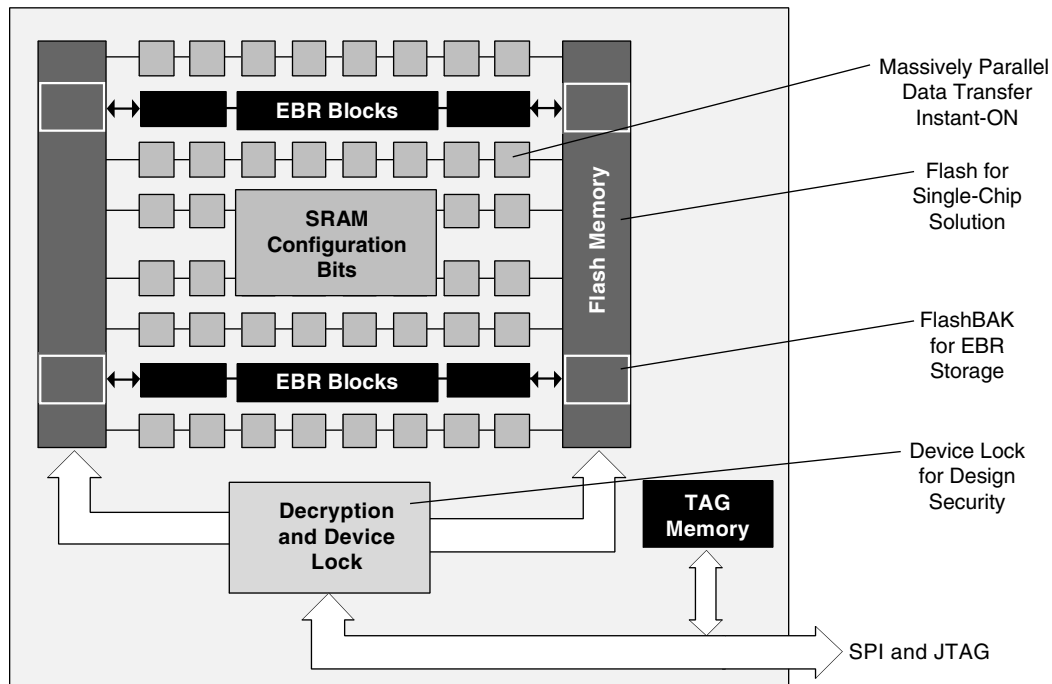 EBR Blocks
SRAM
Configuration
Bits
Flash Memory
EBR Blocks
Decryption
and Device
Lock
TAG
Memory
Massively Parallel
Data Transfer
Instant-ON
Flash for
Single-Chip
Solution
FlashBAK
for EBR
Storage
Device Lock
for Design
Security
SPI and JTAG